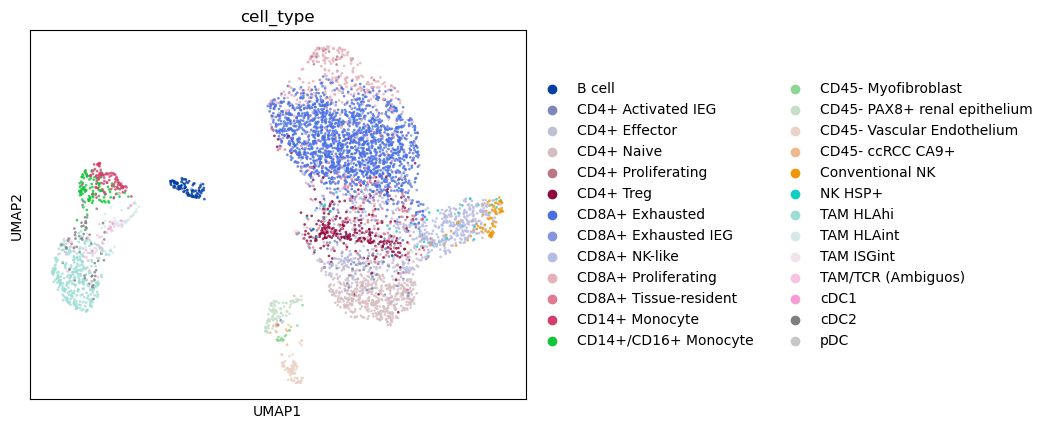 cell_type
UMAP2
UMAP1
B cell
CD4+ Activated IEG
CD4+ Effector
CD4+ Naive
CD4+ Proliferating
CD4+ Treg
CD8A+ Exhausted
CD8A+ Exhausted IEG
CD8A+ NK-like
CD8A+ Proliferating
CD8A+ Tissue-resident
CD14+ Monocyte
CD14+/CD16+ Monocyte
CD45- Myofibroblast
CD45- PAX8+ renal epithelium
CD45- Vascular Endothelium
CD45- ccRCC CA9+
Conventional NK
NK HSP+
TAM HLAhi
TAM HLAint
TAM ISGint
TAM/TCR (Ambiguos)
cDC1
cDC2
pDC